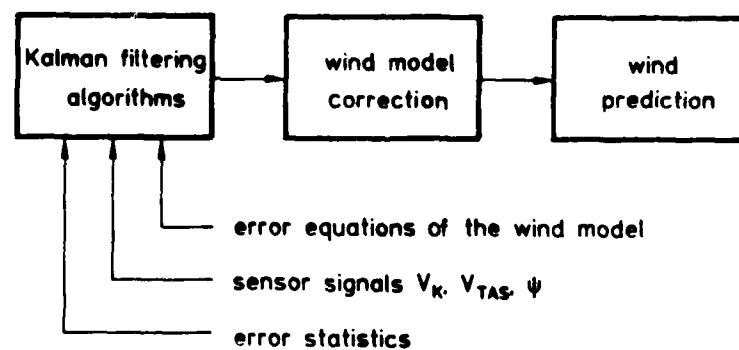 Kalman filtering
algorithms
wind model
correction
wind
prediction
error equations of the wind model
sensor signals V_K, V_TAS, ψ
error statistics